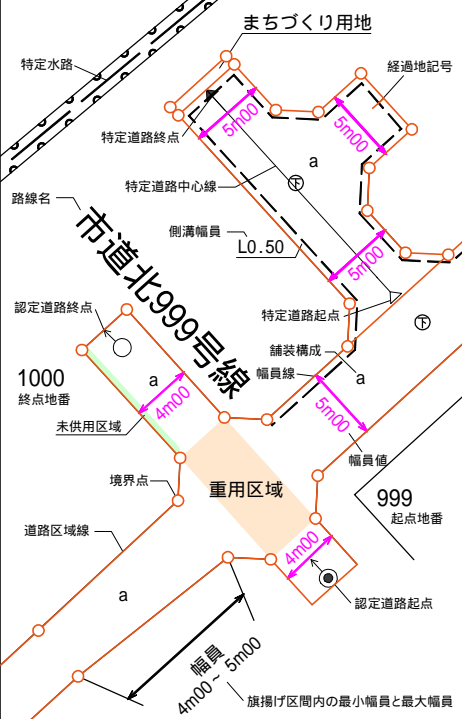 まちづくり用地
特定水路
経過地記号
5m00
5m00
特定道路終点
a
特定道路中心線
下
路線名
側溝幅員
L0.50
市道北999号線
5m00
認定道路終点
特定道路起点
下
舗装構成
a
幅員線
a
1000
終点地番
4m00
5m00
未供用区域
幅員値
境界点
重用区域
999
起点地番
道路区域線
4m00
a
認定道路起点
幅員
4m00~5m00
旗揚げ区間内の最小幅員と最大幅員